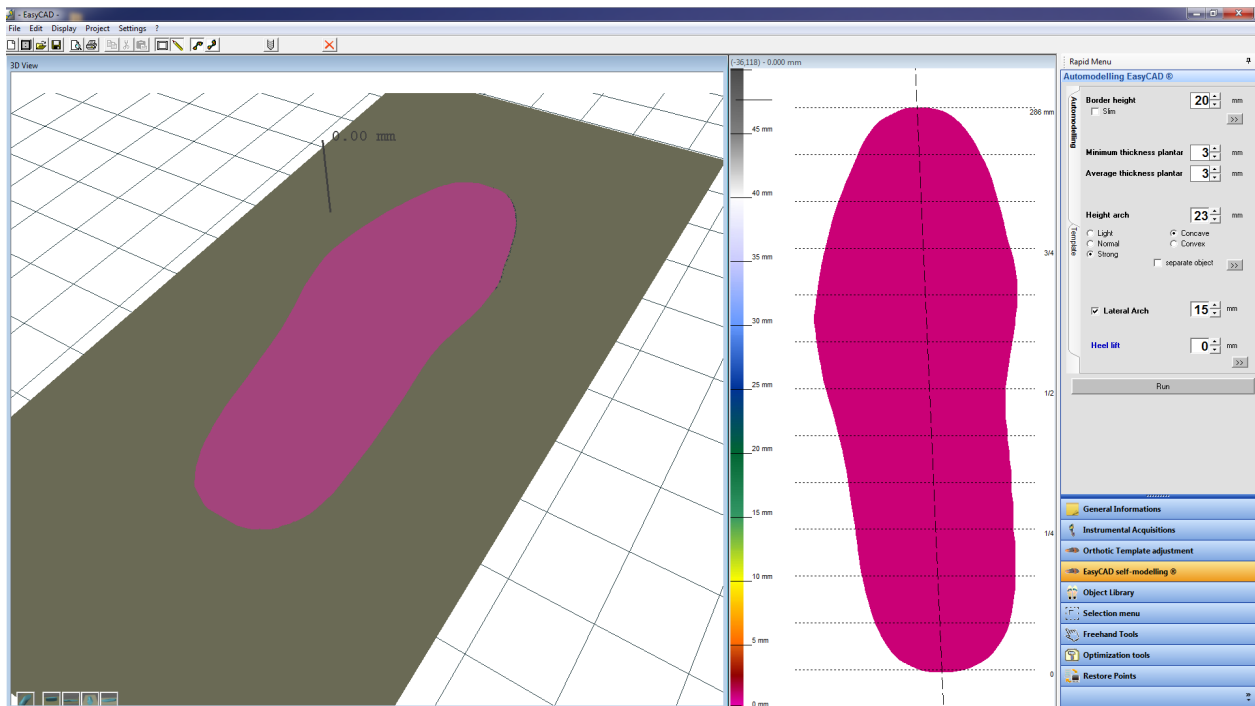 - EasyCAD -
File Edit Display Project Settings ?
3D View
0.00 mm
(-36,118) - 0.000 mm
45 mm
40 mm
35 mm
30 mm
25 mm
20 mm
15 mm
10 mm
5 mm
0 mm
286 mm
3/4
1/2
1/4
0
Rapid Menu
Automodelling EasyCAD ®
Automodelling
Template
Border height 20 mm
Slim
>>
Minimum thickness plantar 3 mm
Average thickness plantar 3 mm
Height arch 23 mm
Light Concave
Normal Convex
Strong
separate object >>
Lateral Arch 15 mm
Heel lift 0 mm
>>
Run
General Informations
Instrumental Acquisitions
Orthotic Template adjustment
EasyCAD self-modelling ®
Object Library
Selection menu
Freehand Tools
Optimization tools
Restore Points